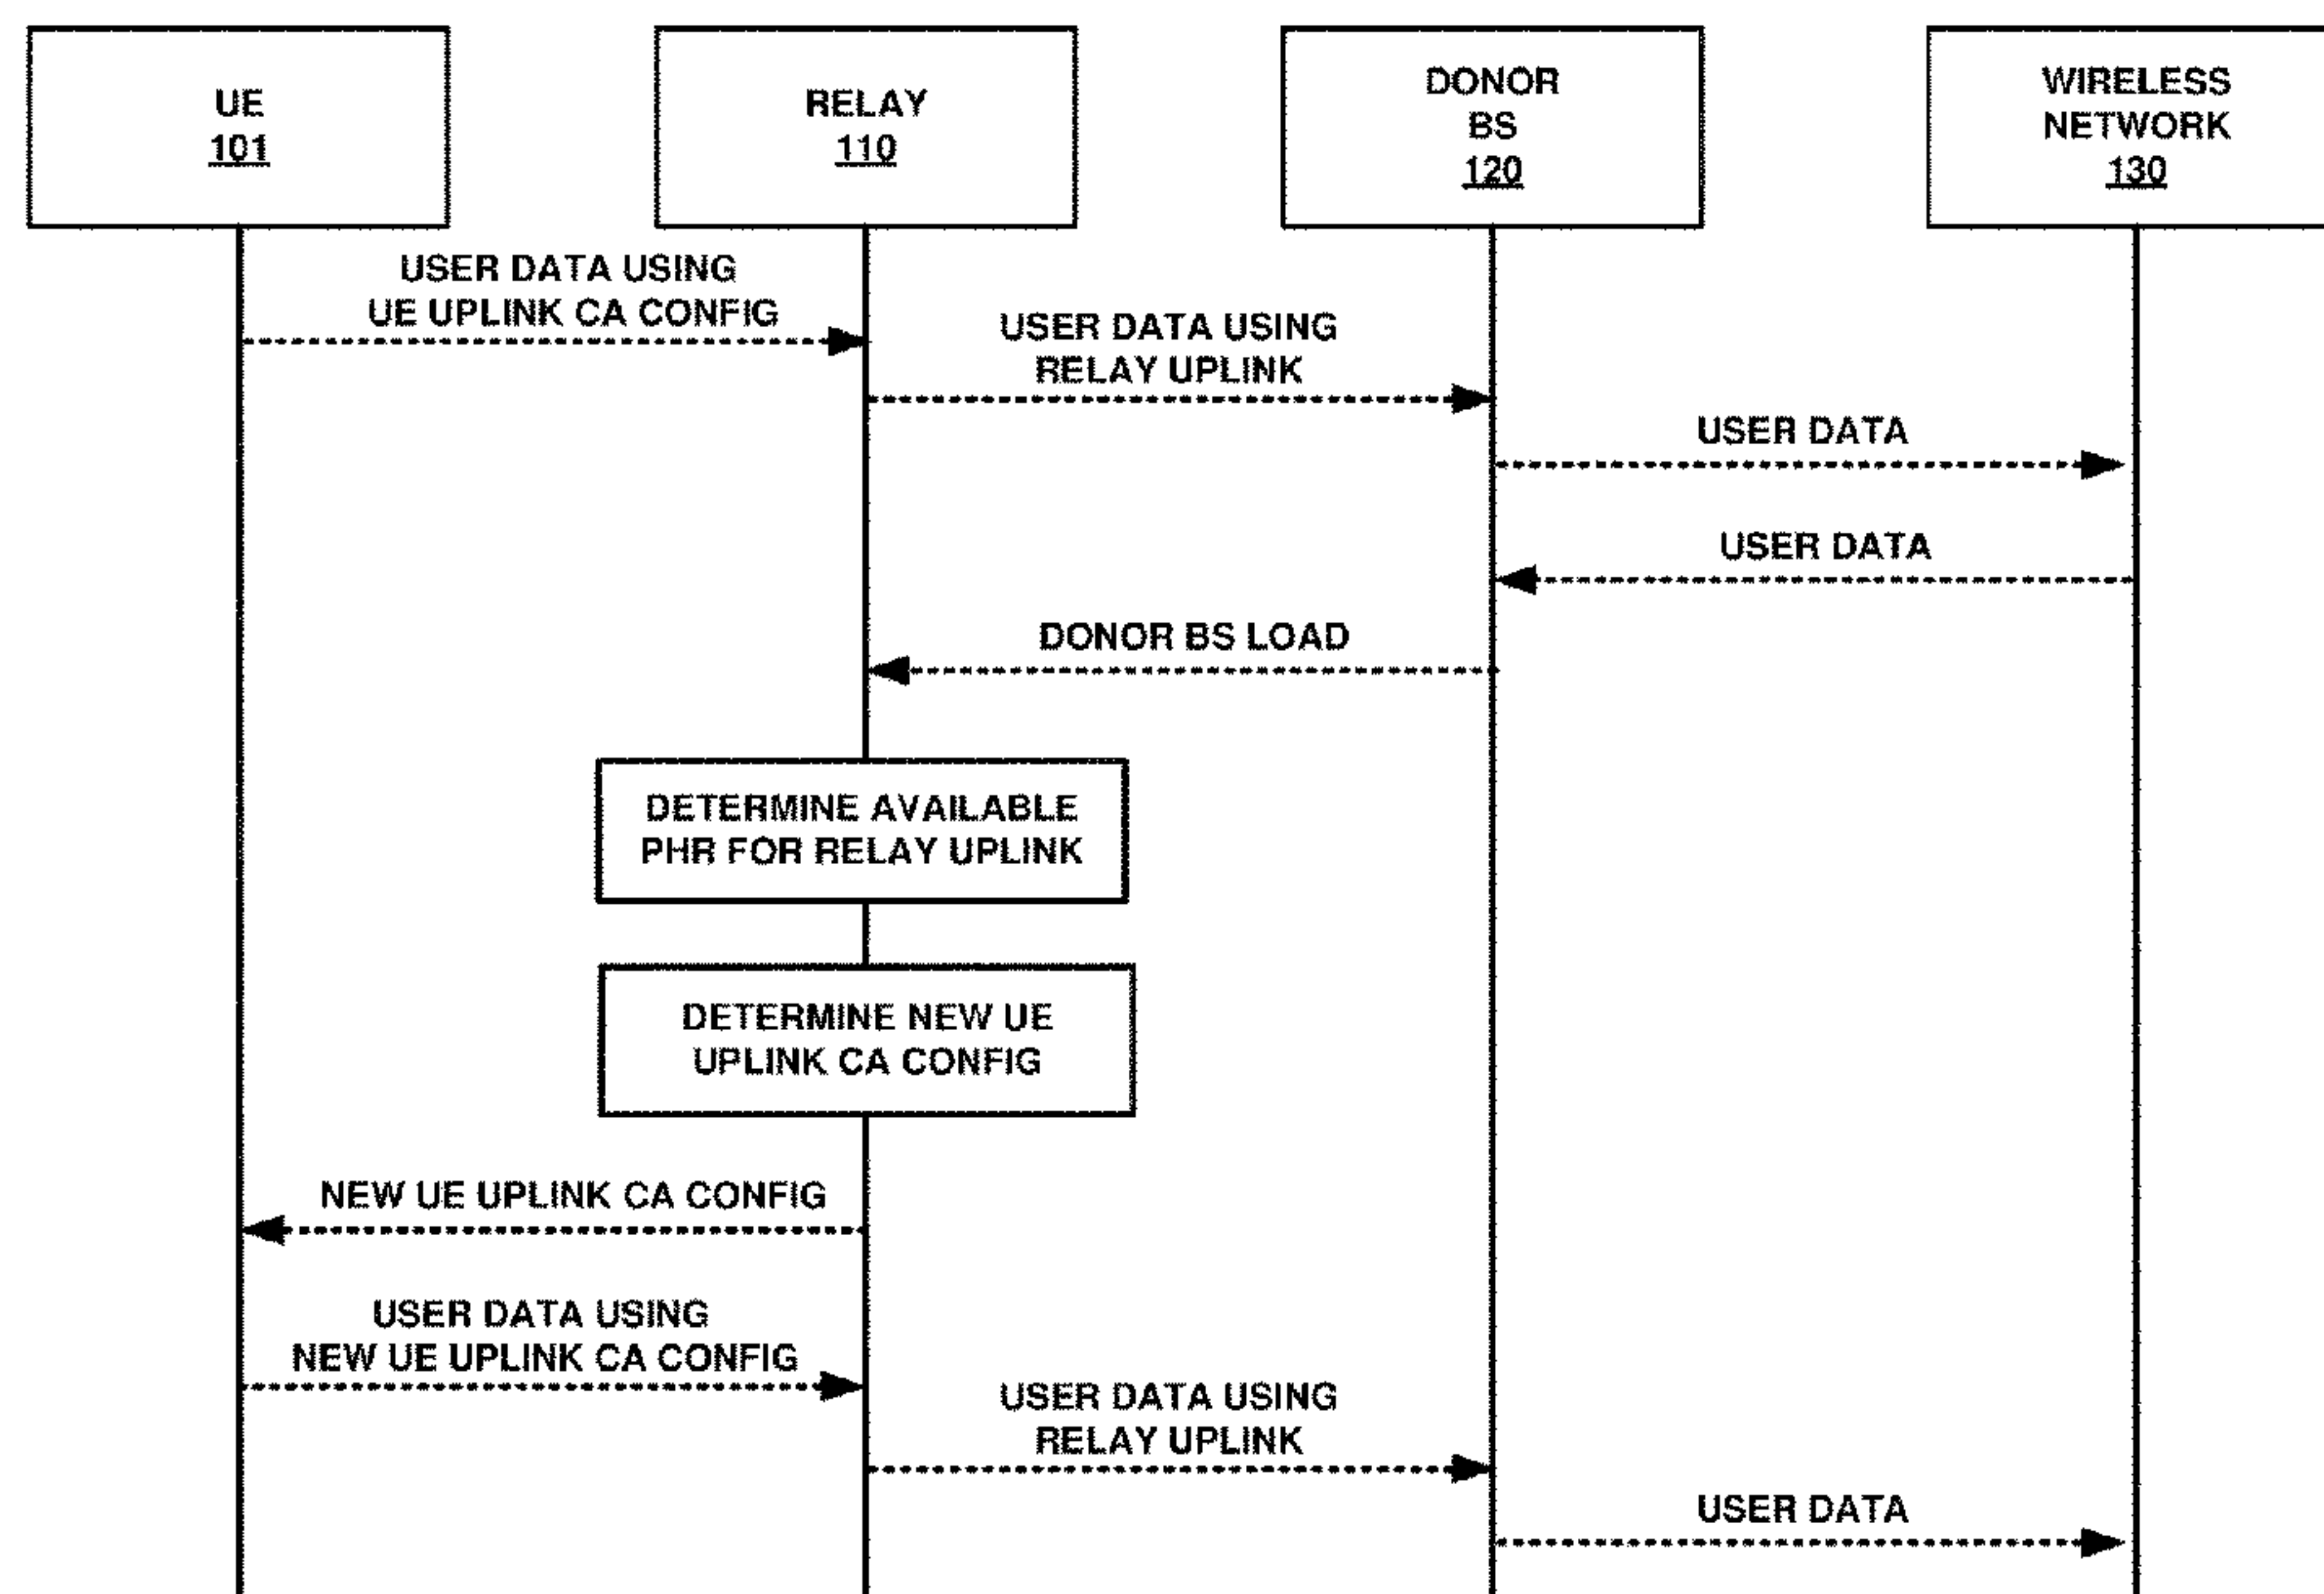 UE
101
RELAY
110
DONOR
BS
120
WIRELESS
NETWORK
130
USER DATA USING
UE UPLINK CA CONFIG
USER DATA USING
RELAY UPLINK
USER DATA
USER DATA
DONOR BS LOAD
DETERMINE AVAILABLE
PHR FOR RELAY UPLINK
DETERMINE NEW UE
UPLINK CA CONFIG
NEW UE UPLINK CA CONFIG
USER DATA USING
NEW UE UPLINK CA CONFIG
USER DATA USING
RELAY UPLINK
USER DATA